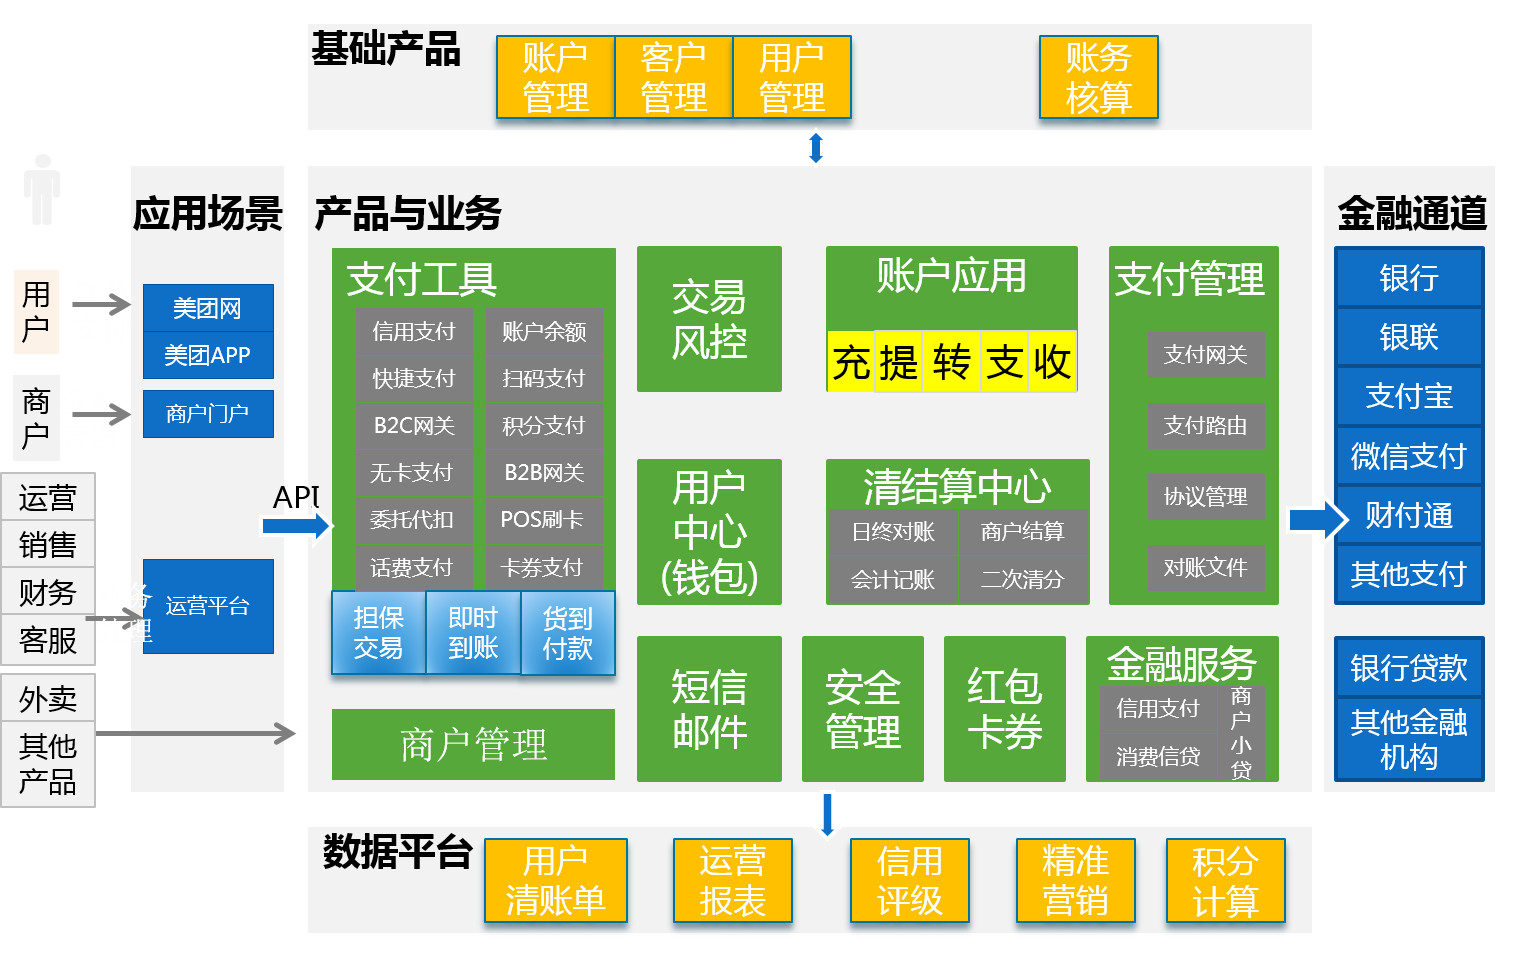 基础产品
账户
管理
客户
管理
用户
管理
账务
核算
应用场景
用
户
商
户
运营
销售
财务
客服
外卖
其他
产品
美团网
美团APP
商户门户
务
理
运营平台
API
产品与业务
支付工具
信用支付
账户余额
快捷支付
扫码支付
B2C网关
积分支付
无卡支付
B2B网关
委托代扣
POS刷卡
话费支付
卡券支付
担保
交易
即时
到账
货到
付款
商户管理
交易
风控
账户应用
充
提
转
支
收
支付管理
支付网关
支付路由
协议管理
对账文件
用户
中心
(钱包)
清结算中心
日终对账
商户结算
会计记账
二次清分
短信
邮件
安全
管理
红包
卡券
金融服务
信用支付
消费信贷
商
户
小
贷
金融通道
银行
银联
支付宝
微信支付
财付通
其他支付
银行贷款
其他金融
机构
数据平台
用户
清账单
运营
报表
信用
评级
精准
营销
积分
计算